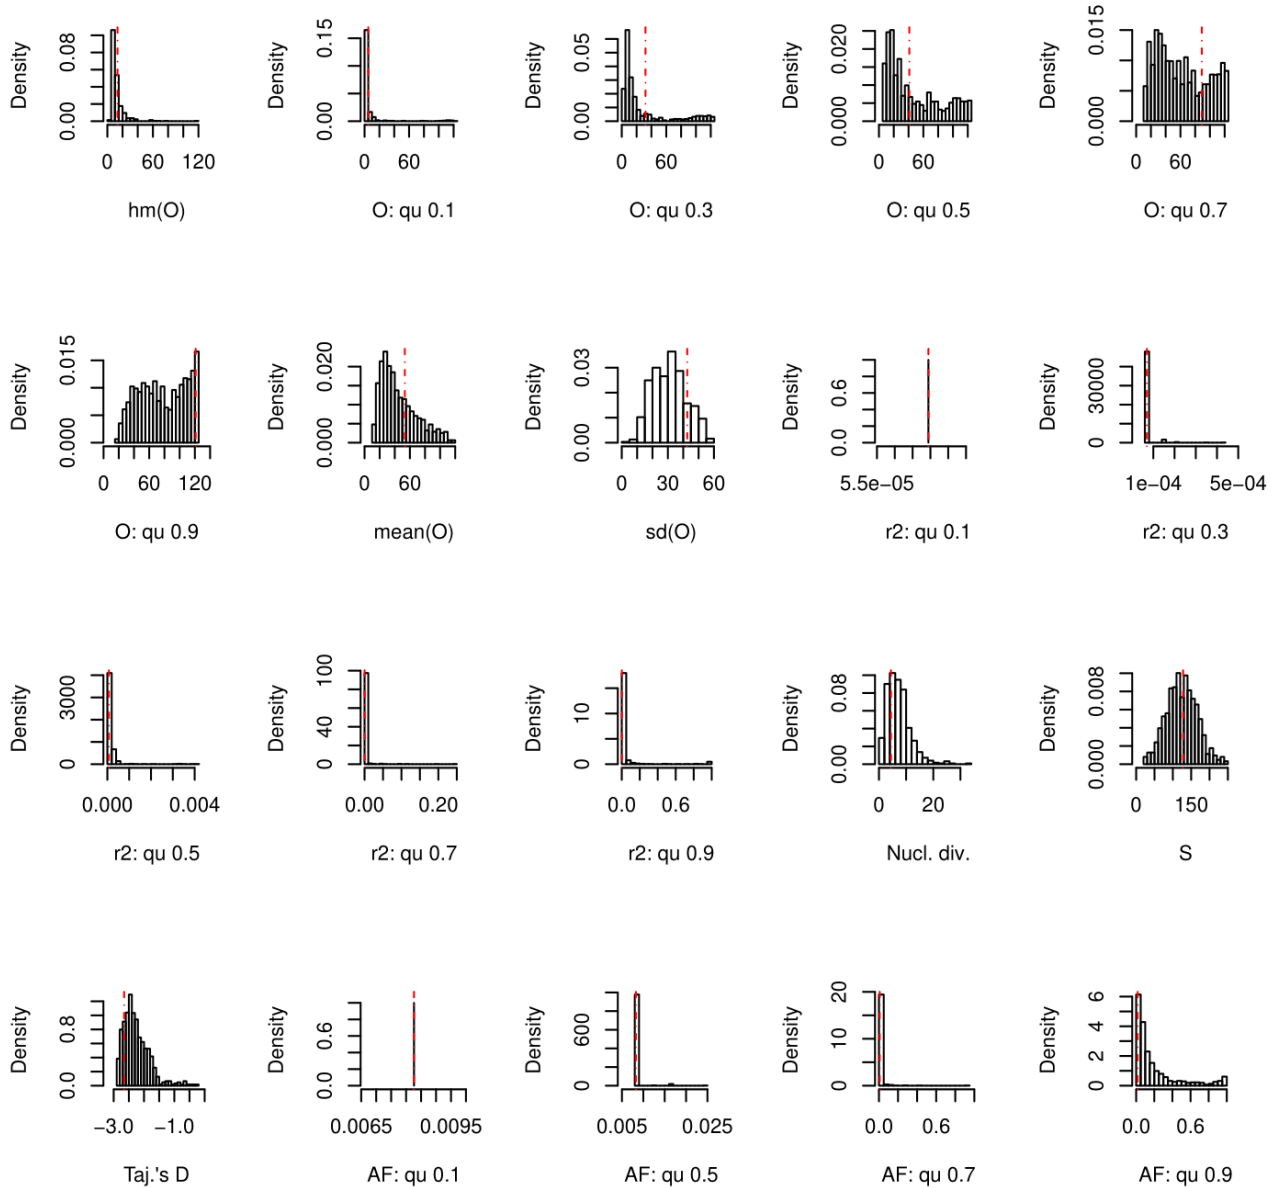 Density
0.00 0.08
0 60 120
hm(O)
Density
0.00 0.15
0 60
O: qu 0.1
Density
0.00 0.05
0 60
O: qu 0.3
Density
0.000 0.020
0 60
O: qu 0.5
Density
0.000 0.015
0 60
O: qu 0.7
Density
0.000 0.015
0 60 120
O: qu 0.9
Density
0.000 0.020
0 60
mean(O)
Density
0.00 0.03
0 30 60
sd(O)
Density
0.0 0.6
5.5e−05
r2: qu 0.1
Density
0 30000
1e−04 5e−04
r2: qu 0.3
Density
0 3000
0.000 0.004
r2: qu 0.5
Density
0 40 100
0.00 0.20
r2: qu 0.7
Density
0 10
0.0 0.6
r2: qu 0.9
Density
0.00 0.08
0 20
Nucl. div.
Density
0.000 0.008
0 150
S
Density
0.0 0.8
−3.0 −1.0
Taj.'s D
Density
0.0 0.6
0.0065 0.0095
AF: qu 0.1
Density
0 600
0.005 0.025
AF: qu 0.5
Density
0 10 20
0.0 0.6
AF: qu 0.7
Density
0 2 4 6
0.0 0.6
AF: qu 0.9